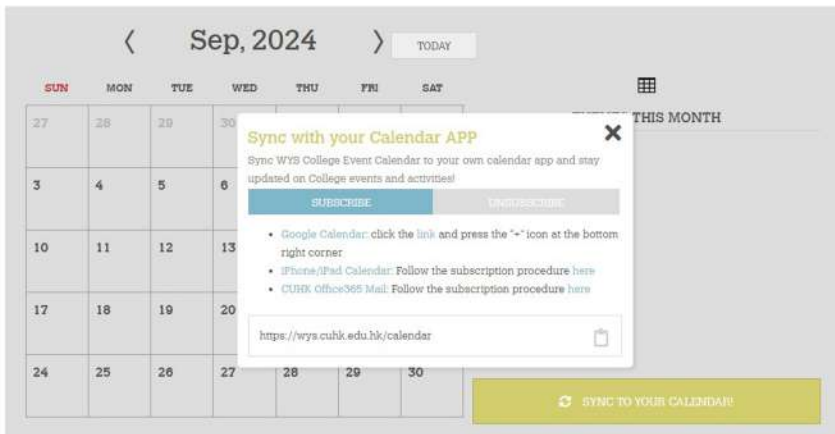 Sep, 2024
TODAY
SUN MON TUE WED THU FRI SAT
THIS MONTH
27 28 29 30
Sync with your Calendar APP
Sync WYS College Event Calendar to your own calendar app and stay
updated on College events and activities!
3 4 5 6
SUBSCRIBE UNSUBSCRIBE
Google Calendar: click the link and press the "+" icon at the bottom
right corner
10 11 12 13
iPhone/iPad Calendar: Follow the subscription procedure here
CUHK Office365 Mail: Follow the subscription procedure here
17 18 19 20
https://wys.cuhk.edu.hk/calendar
24 25 26 27 28 29 30
SYNC TO YOUR CALENDAR!